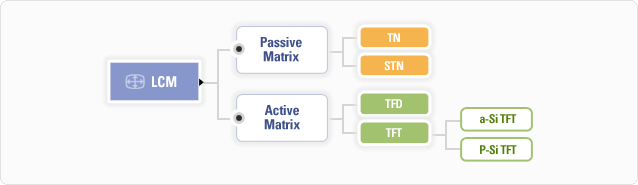 LCM
Passive
Matrix
TN
STN
Active
Matrix
TFD
TFT
a-Si TFT
P-Si TFT